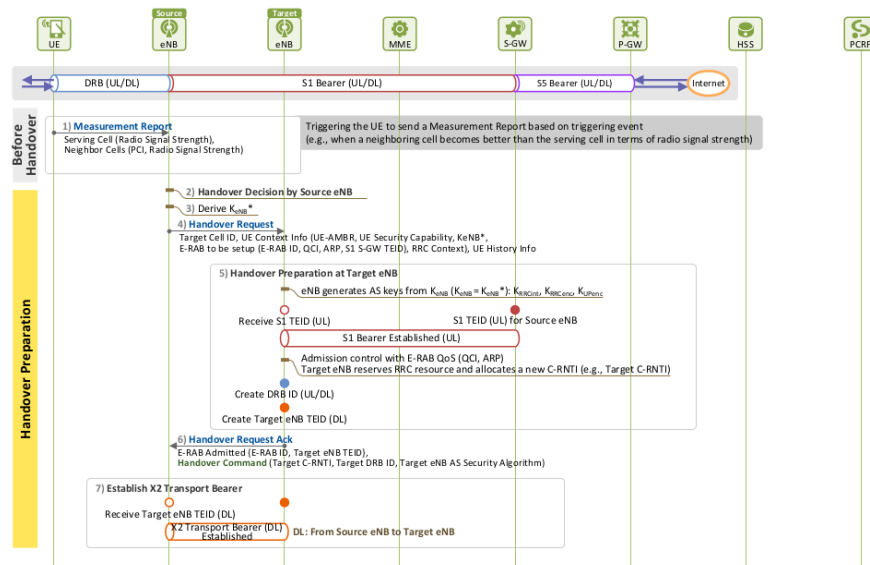 Source
Target
UE
eNB
eNB
MME
S-GW
P-GW
HSS
PCRF
DRB (UL/DL)
S1 Bearer (UL/DL)
S5 Bearer (UL/DL)
Internet
Before Handover
1) Measurement Report
Serving Cell (Radio Signal Strength),
Neighbor Cells (PCI, Radio Signal Strength)
Triggering the UE to send a Measurement Report based on triggering event
(e.g., when a neighboring cell becomes better than the serving cell in terms of radio signal strength)
Handover Preparation
2) Handover Decision by Source eNB
3) Derive KeNB*
4) Handover Request
Target Cell ID, UE Context Info (UE-AMBR, UE Security Capability, KeNB*,
E-RAB to be setup (E-RAB ID, QCI, ARP, S1 S-GW TEID), RRC Context), UE History Info
5) Handover Preparation at Target eNB
eNB generates AS keys from KeNB (KeNB = KeNB*): KRRCint, KRRCenc, KUPenc
Receive S1 TEID (UL)
S1 TEID (UL) for Source eNB
S1 Bearer Established (UL)
Admission control with E-RAB QoS (QCI, ARP)
Target eNB reserves RRC resource and allocates a new C-RNTI (e.g., Target C-RNTI)
Create DRB ID (UL/DL)
Create Target eNB TEID (DL)
6) Handover Request Ack
E-RAB Admitted (E-RAB ID, Target eNB TEID),
Handover Command (Target C-RNTI, Target DRB ID, Target eNB AS Security Algorithm)
7) Establish X2 Transport Bearer
Receive Target eNB TEID (DL)
X2 Transport Bearer (DL)
Established
DL: From Source eNB to Target eNB